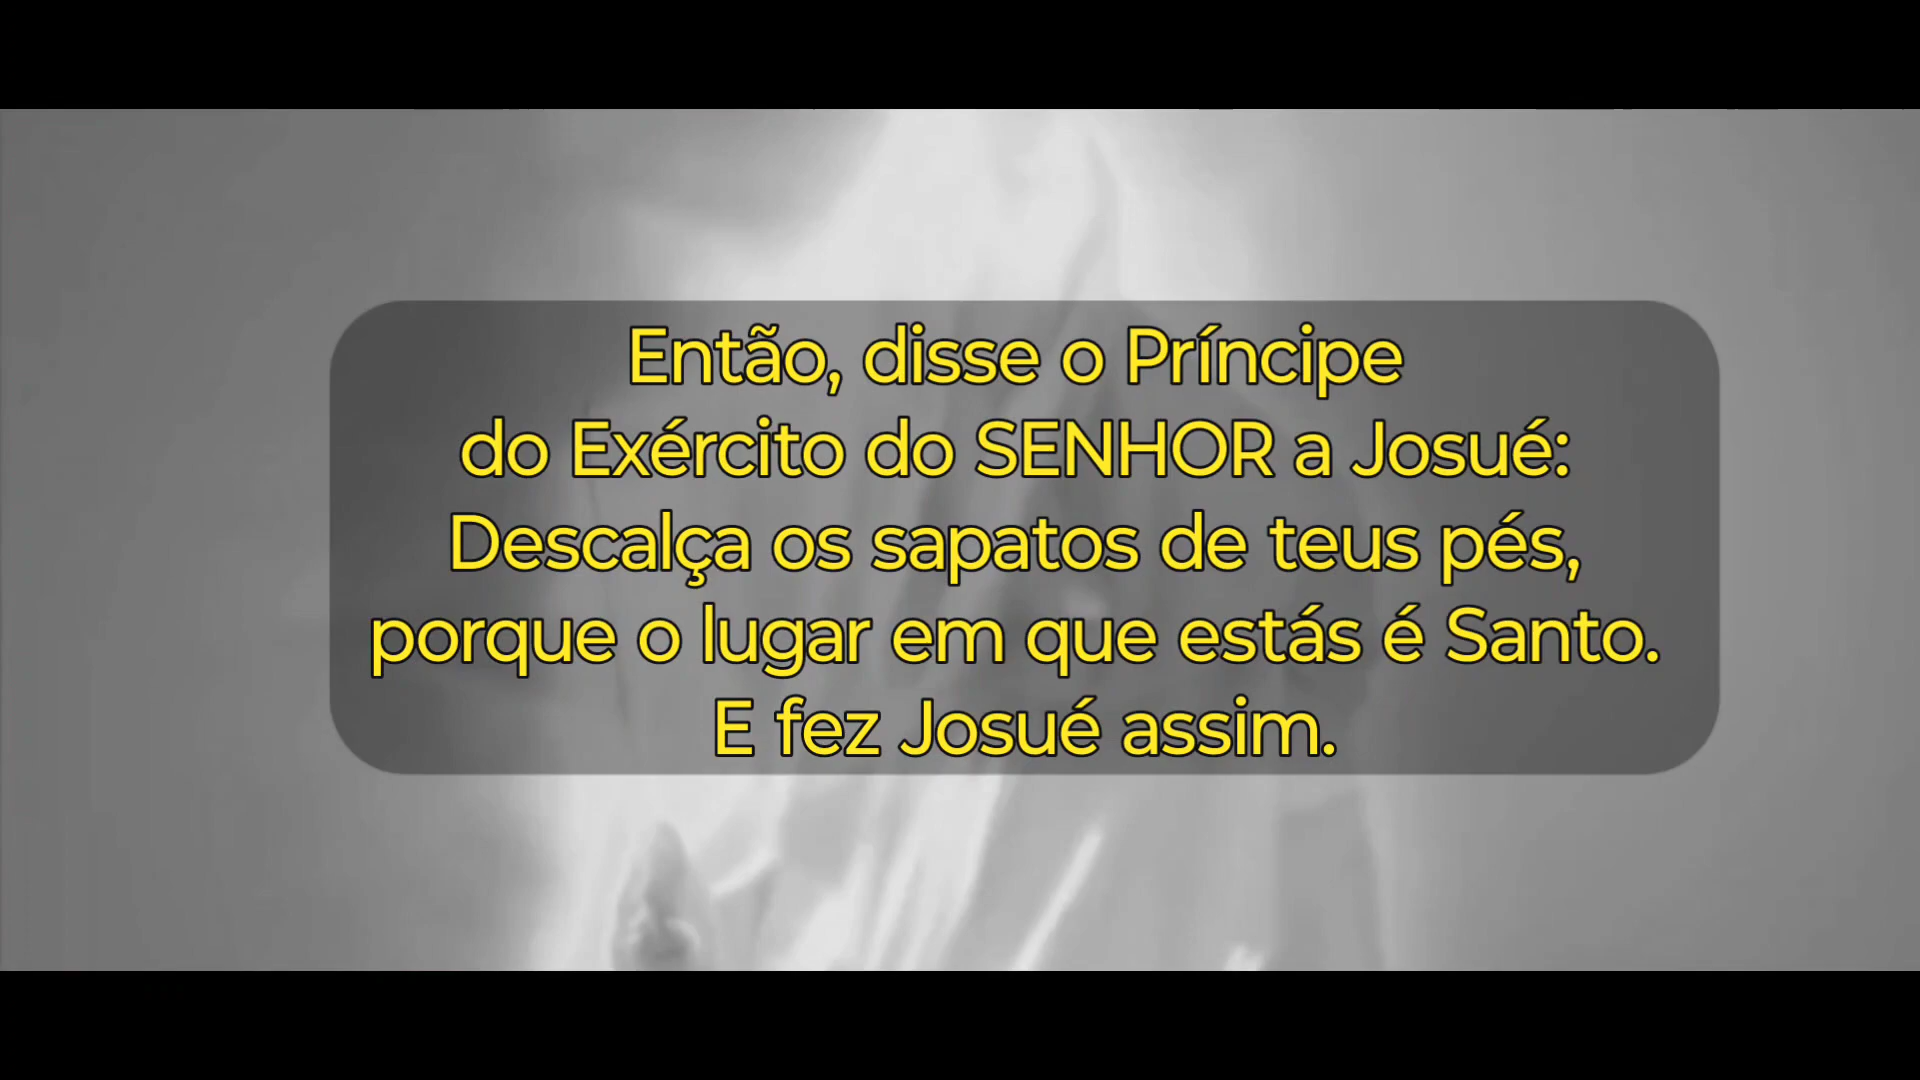 Então, disse o Príncipe
do Exército do SENHOR a Josué:
Descalça os sapatos de teus pés,
porque o lugar em que estás é Santo.
E fez Josué assim.